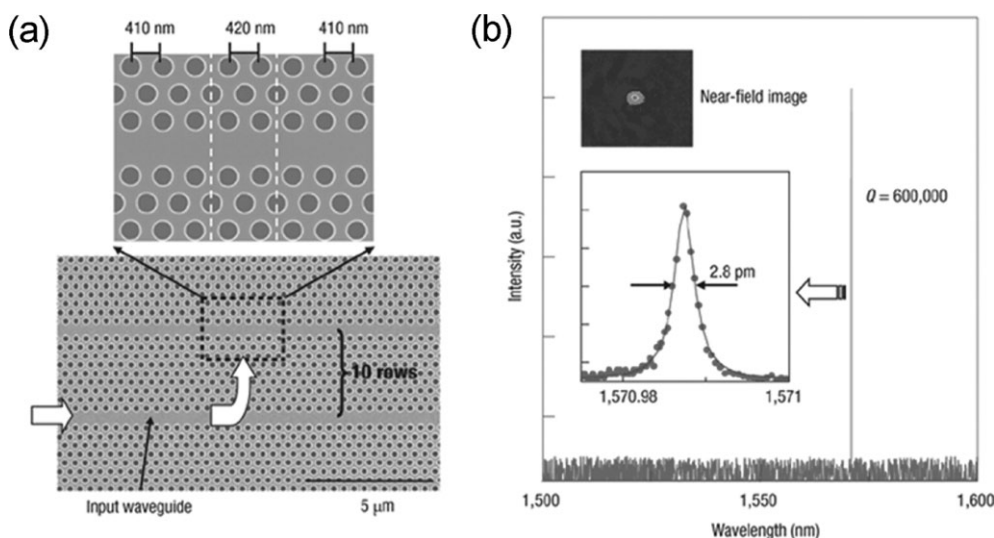 (a)
410 nm 420 nm 410 nm
10 rows
Input waveguide
5 μm
(b)
Near-field image
Q = 600,000
2.8 pm
1,570.98 1,571
Intensity (a.u.)
1,500 1,550 1,600
Wavelength (nm)